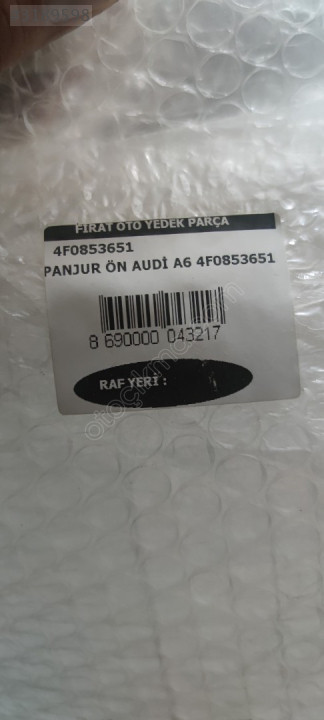 FIRAT OTO YEDEK PARÇA
4F0853651
PANJUR ÖN AUDİ A6 4F0853651
8 690000 043217
RAF YERİ :